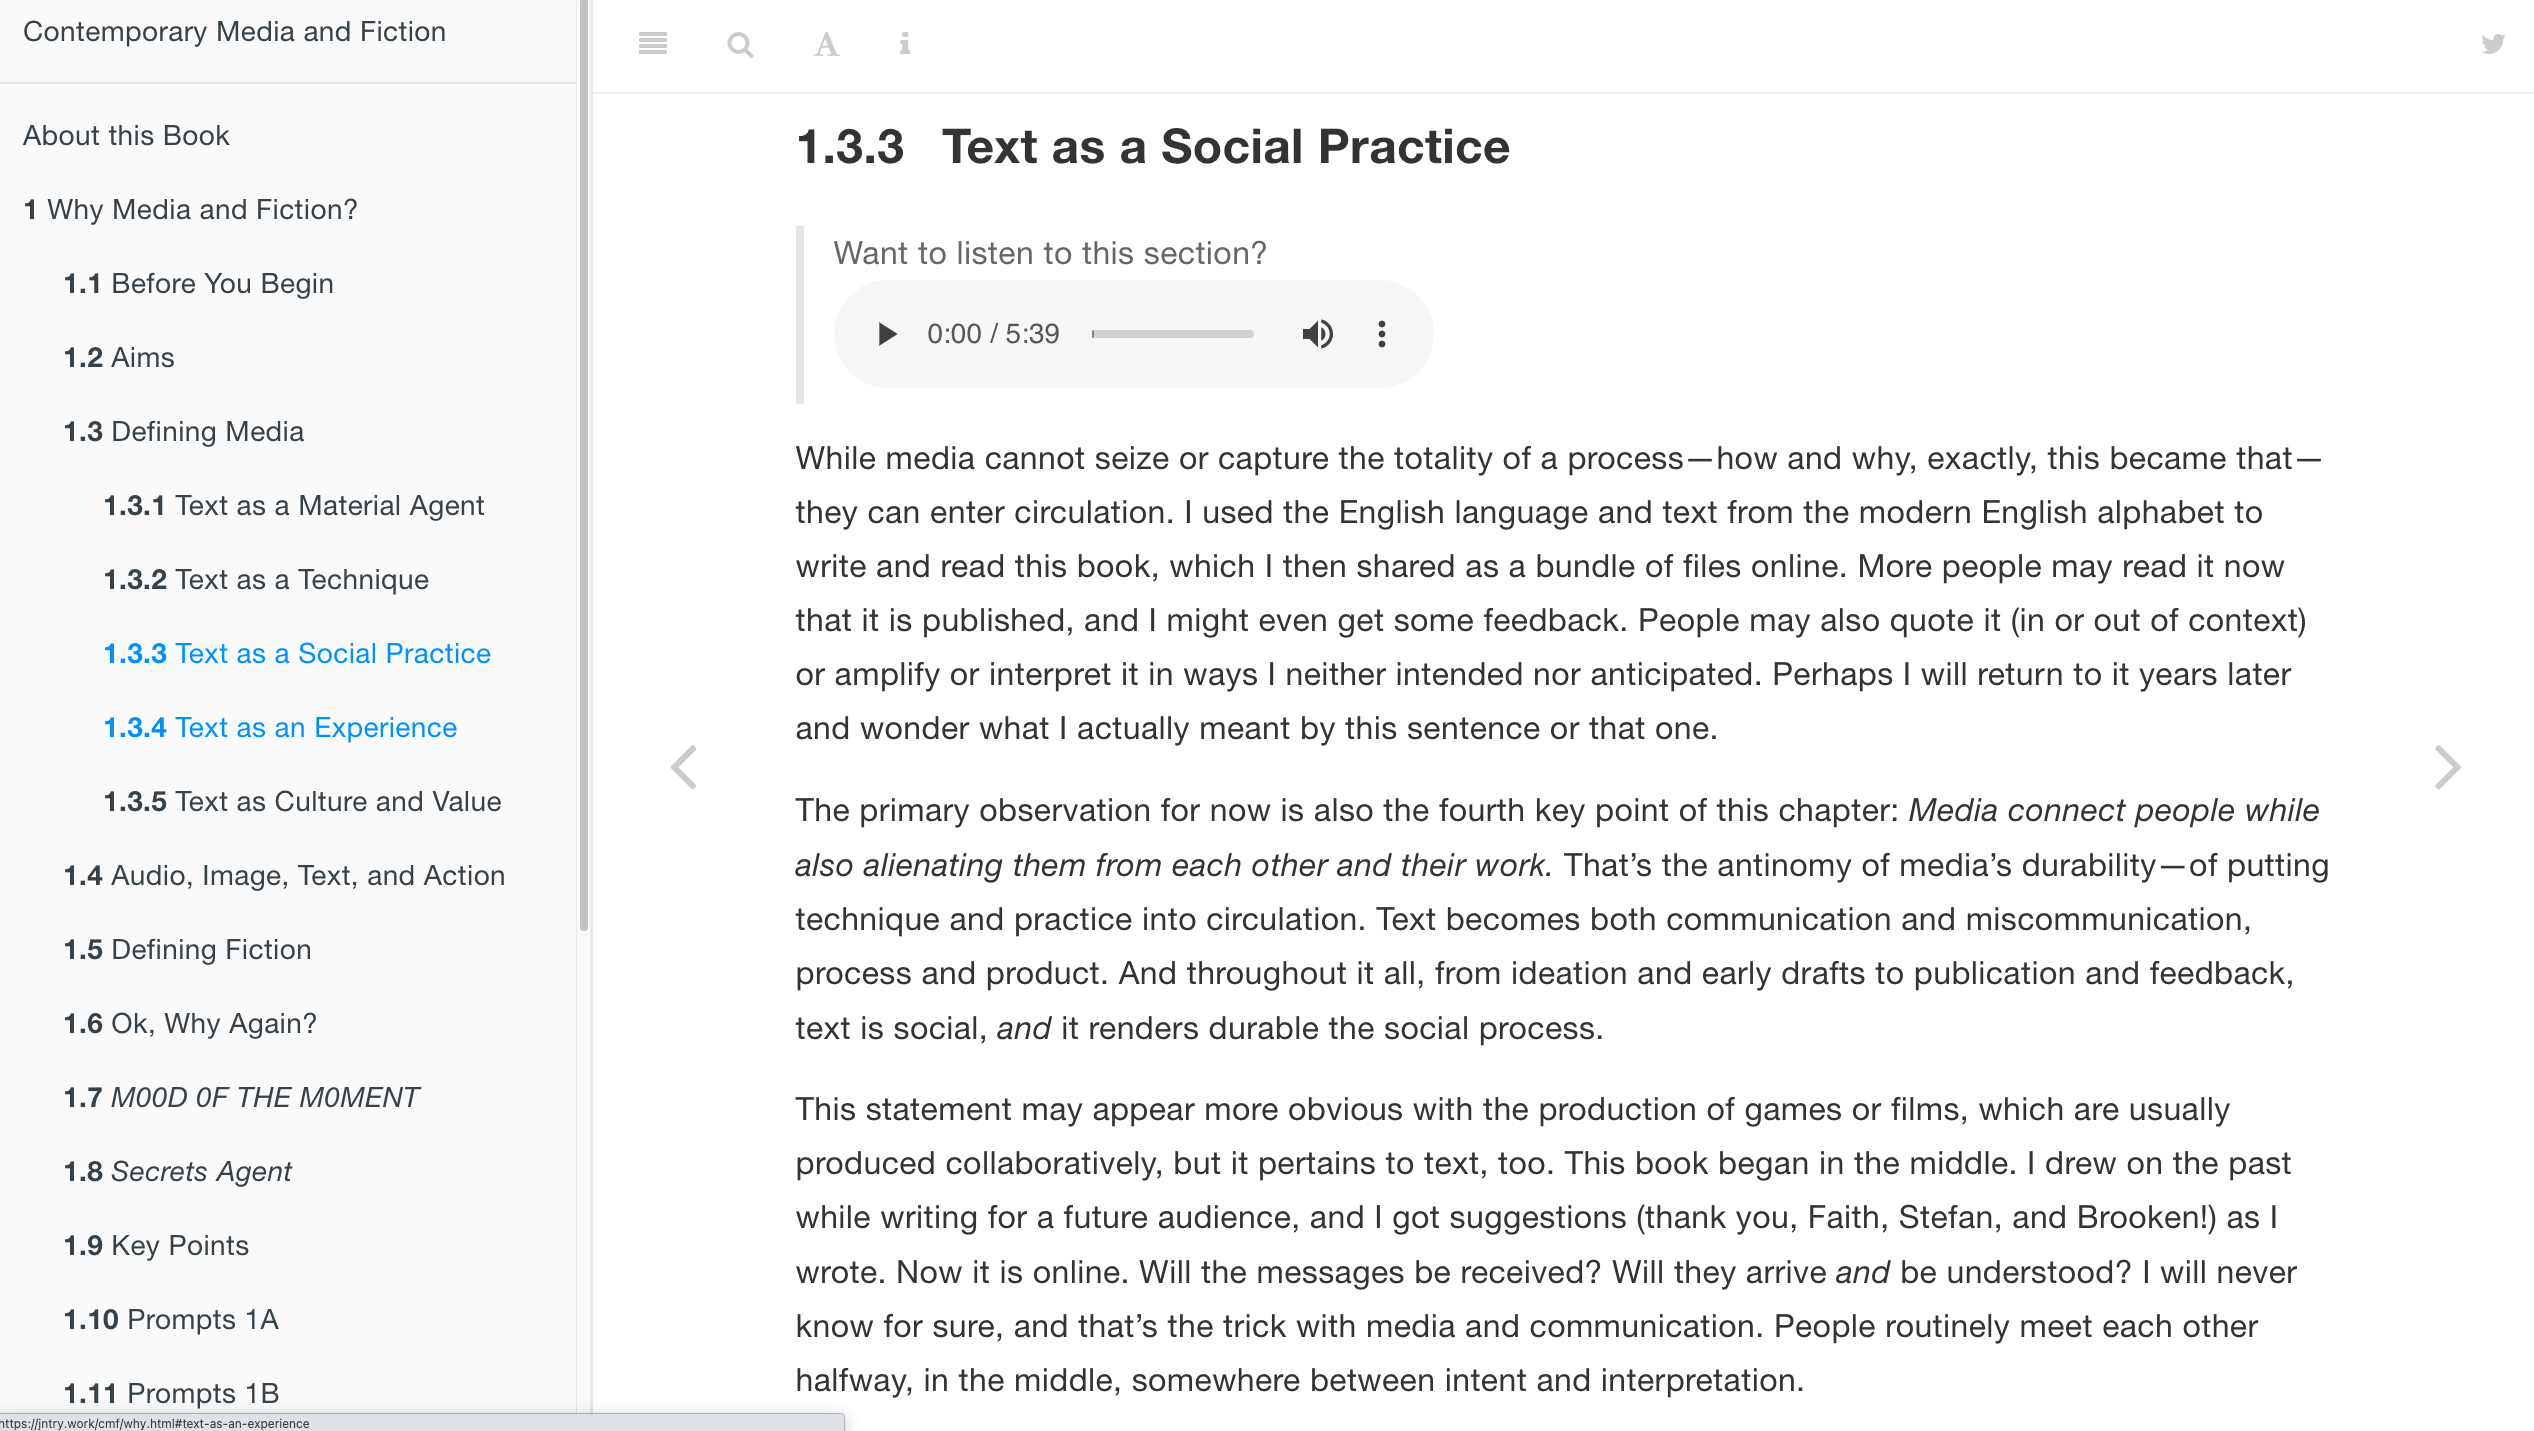 Contemporary Media and Fiction
About this Book
1 Why Media and Fiction?
1.1 Before You Begin
1.2 Aims
1.3 Defining Media
1.3.1 Text as a Material Agent
1.3.2 Text as a Technique
1.3.3 Text as a Social Practice
1.3.4 Text as an Experience
1.3.5 Text as Culture and Value
1.4 Audio, Image, Text, and Action
1.5 Defining Fiction
1.6 Ok, Why Again?
1.7 M00D 0F THE M0MENT
1.8 Secrets Agent
1.9 Key Points
1.10 Prompts 1A
1.11 Prompts 1B
https://jntry.work/cmf/why.html#text-as-an-experience
A
i
1.3.3 Text as a Social Practice
Want to listen to this section?
0:00 / 5:39
While media cannot seize or capture the totality of a process—how and why, exactly, this became that—
they can enter circulation. I used the English language and text from the modern English alphabet to
write and read this book, which I then shared as a bundle of files online. More people may read it now
that it is published, and I might even get some feedback. People may also quote it (in or out of context)
or amplify or interpret it in ways I neither intended nor anticipated. Perhaps I will return to it years later
and wonder what I actually meant by this sentence or that one.
The primary observation for now is also the fourth key point of this chapter: Media connect people while
also alienating them from each other and their work. That’s the antinomy of media’s durability—of putting
technique and practice into circulation. Text becomes both communication and miscommunication,
process and product. And throughout it all, from ideation and early drafts to publication and feedback,
text is social, and it renders durable the social process.
This statement may appear more obvious with the production of games or films, which are usually
produced collaboratively, but it pertains to text, too. This book began in the middle. I drew on the past
while writing for a future audience, and I got suggestions (thank you, Faith, Stefan, and Brooken!) as I
wrote. Now it is online. Will the messages be received? Will they arrive and be understood? I will never
know for sure, and that’s the trick with media and communication. People routinely meet each other
halfway, in the middle, somewhere between intent and interpretation.